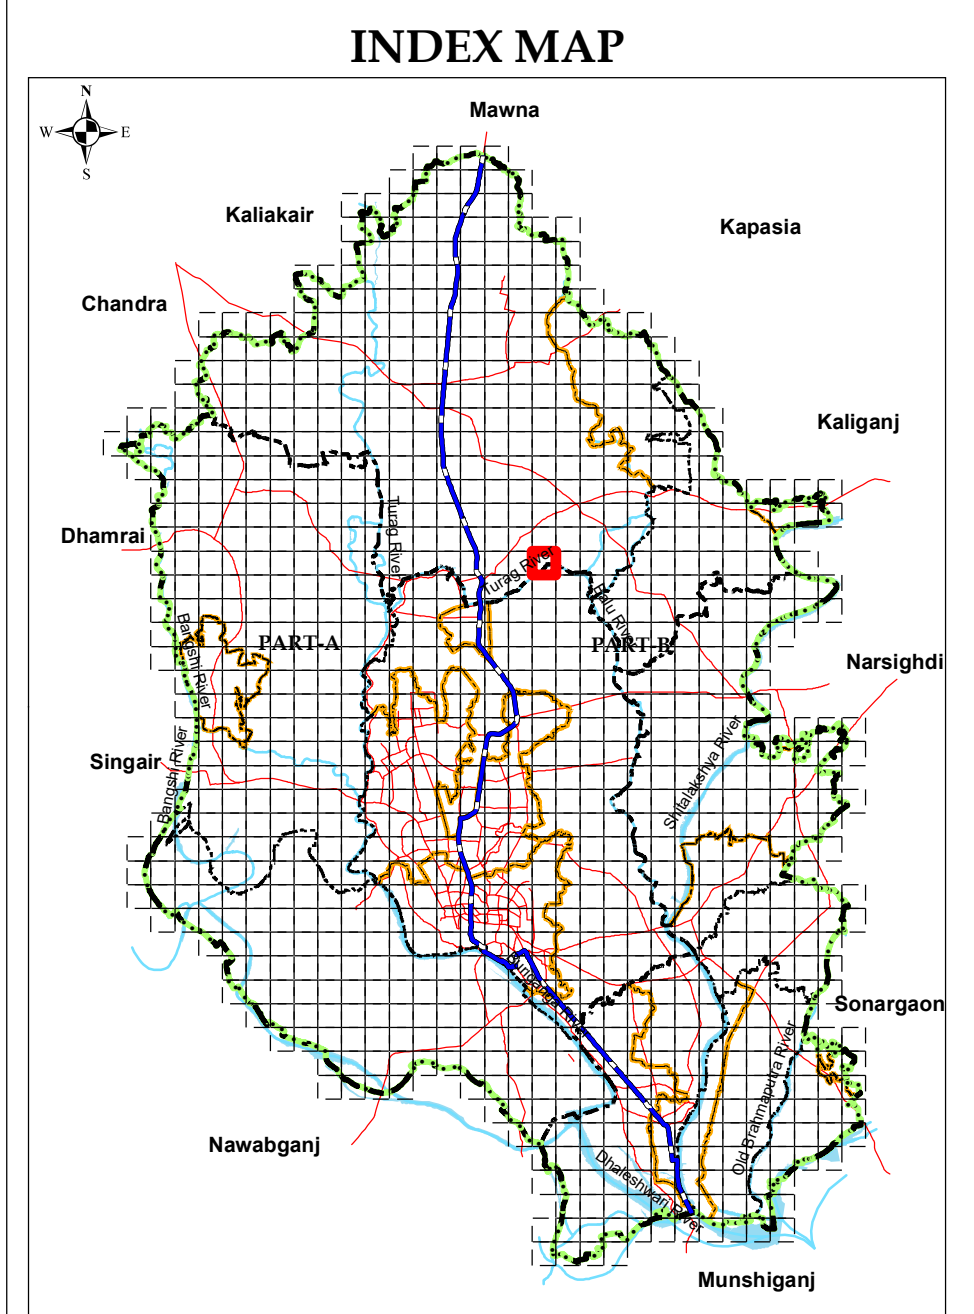 INDEX MAP
N
W E
S
Mawna
Kaliakair
Kapasia
Chandra
Kaliganj
Dhamrai
Turag River
Turag River
Balu River
Bangshi River
PART-A
PART-B
Narsighdi
Singair
Bangshi River
Shitalakshya River
Buriganga River
Sonargaon
Old Brahmaputra River
Nawabganj
Dhaleshwari River
Munshiganj